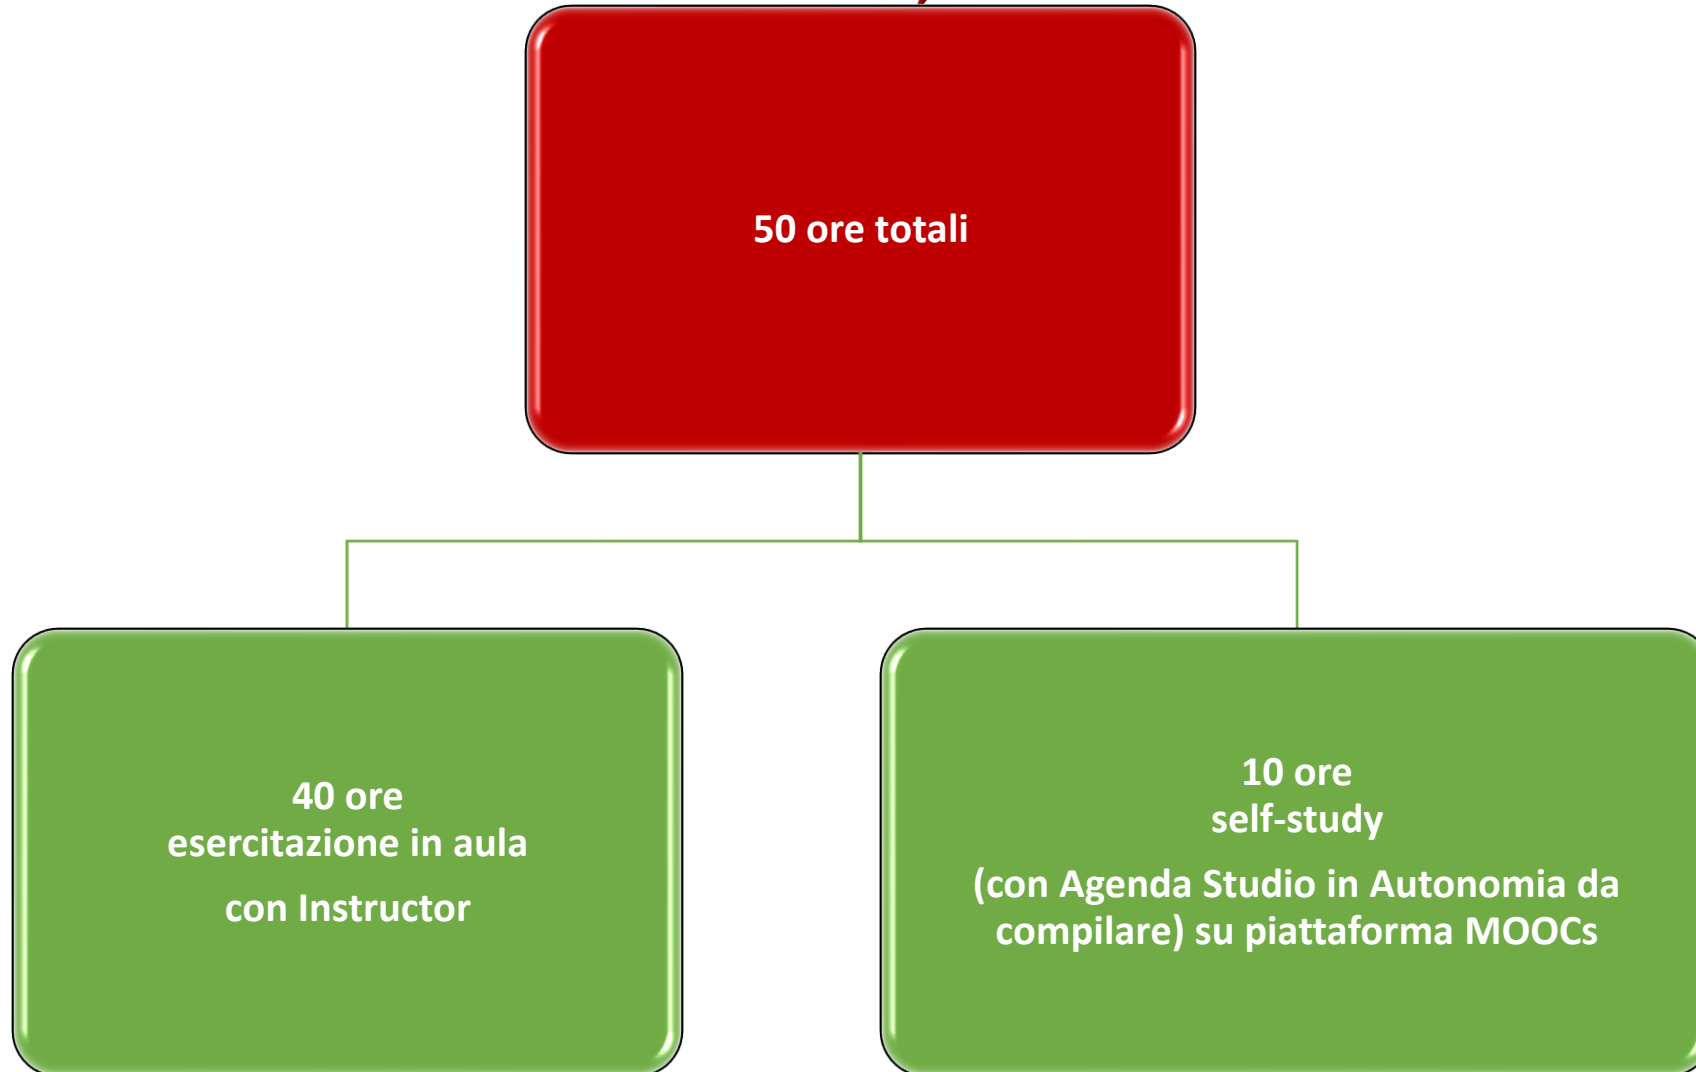 50 ore totali
40 ore
esercitazione in aula
con Instructor
10 ore
self-study
(con Agenda Studio in Autonomia da
compilare) su piattaforma MOOCs